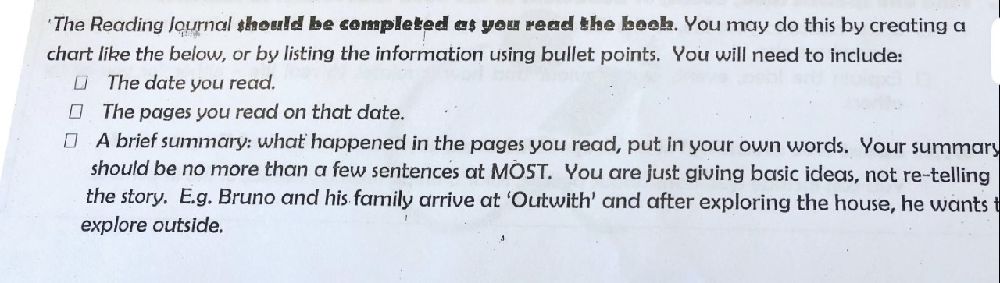 The Reading Journal should be completed as you read the book. You may do this by creating a
chart like the below, or by listing the information using bullet points. You will need to include:
The date you read.
The pages you read on that date.
A brief summary: what happened in the pages you read, put in your own words. Your summary
should be no more than a few sentences at MOST. You are just giving basic ideas, not re-telling
the story. E.g. Bruno and his family arrive at 'Outwith' and after exploring the house, he wants t
explore outside.